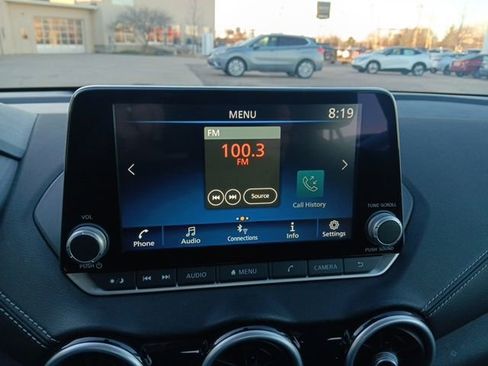 MENU 8:19
FM
100.3
FM
Source
Call History
VOL
TUNE·SCROLL
Phone Audio Connections Info Settings
PUSH
PUSH SOUND
AUDIO MENU CAMERA